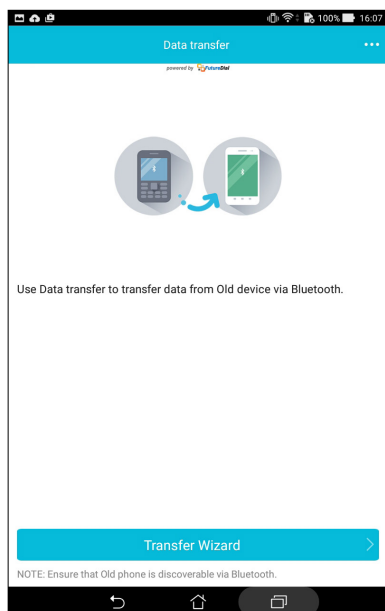 100% 16:07
Data transfer
powered by FutureDial
Use Data transfer to transfer data from Old device via Bluetooth.
Transfer Wizard
NOTE: Ensure that Old phone is discoverable via Bluetooth.